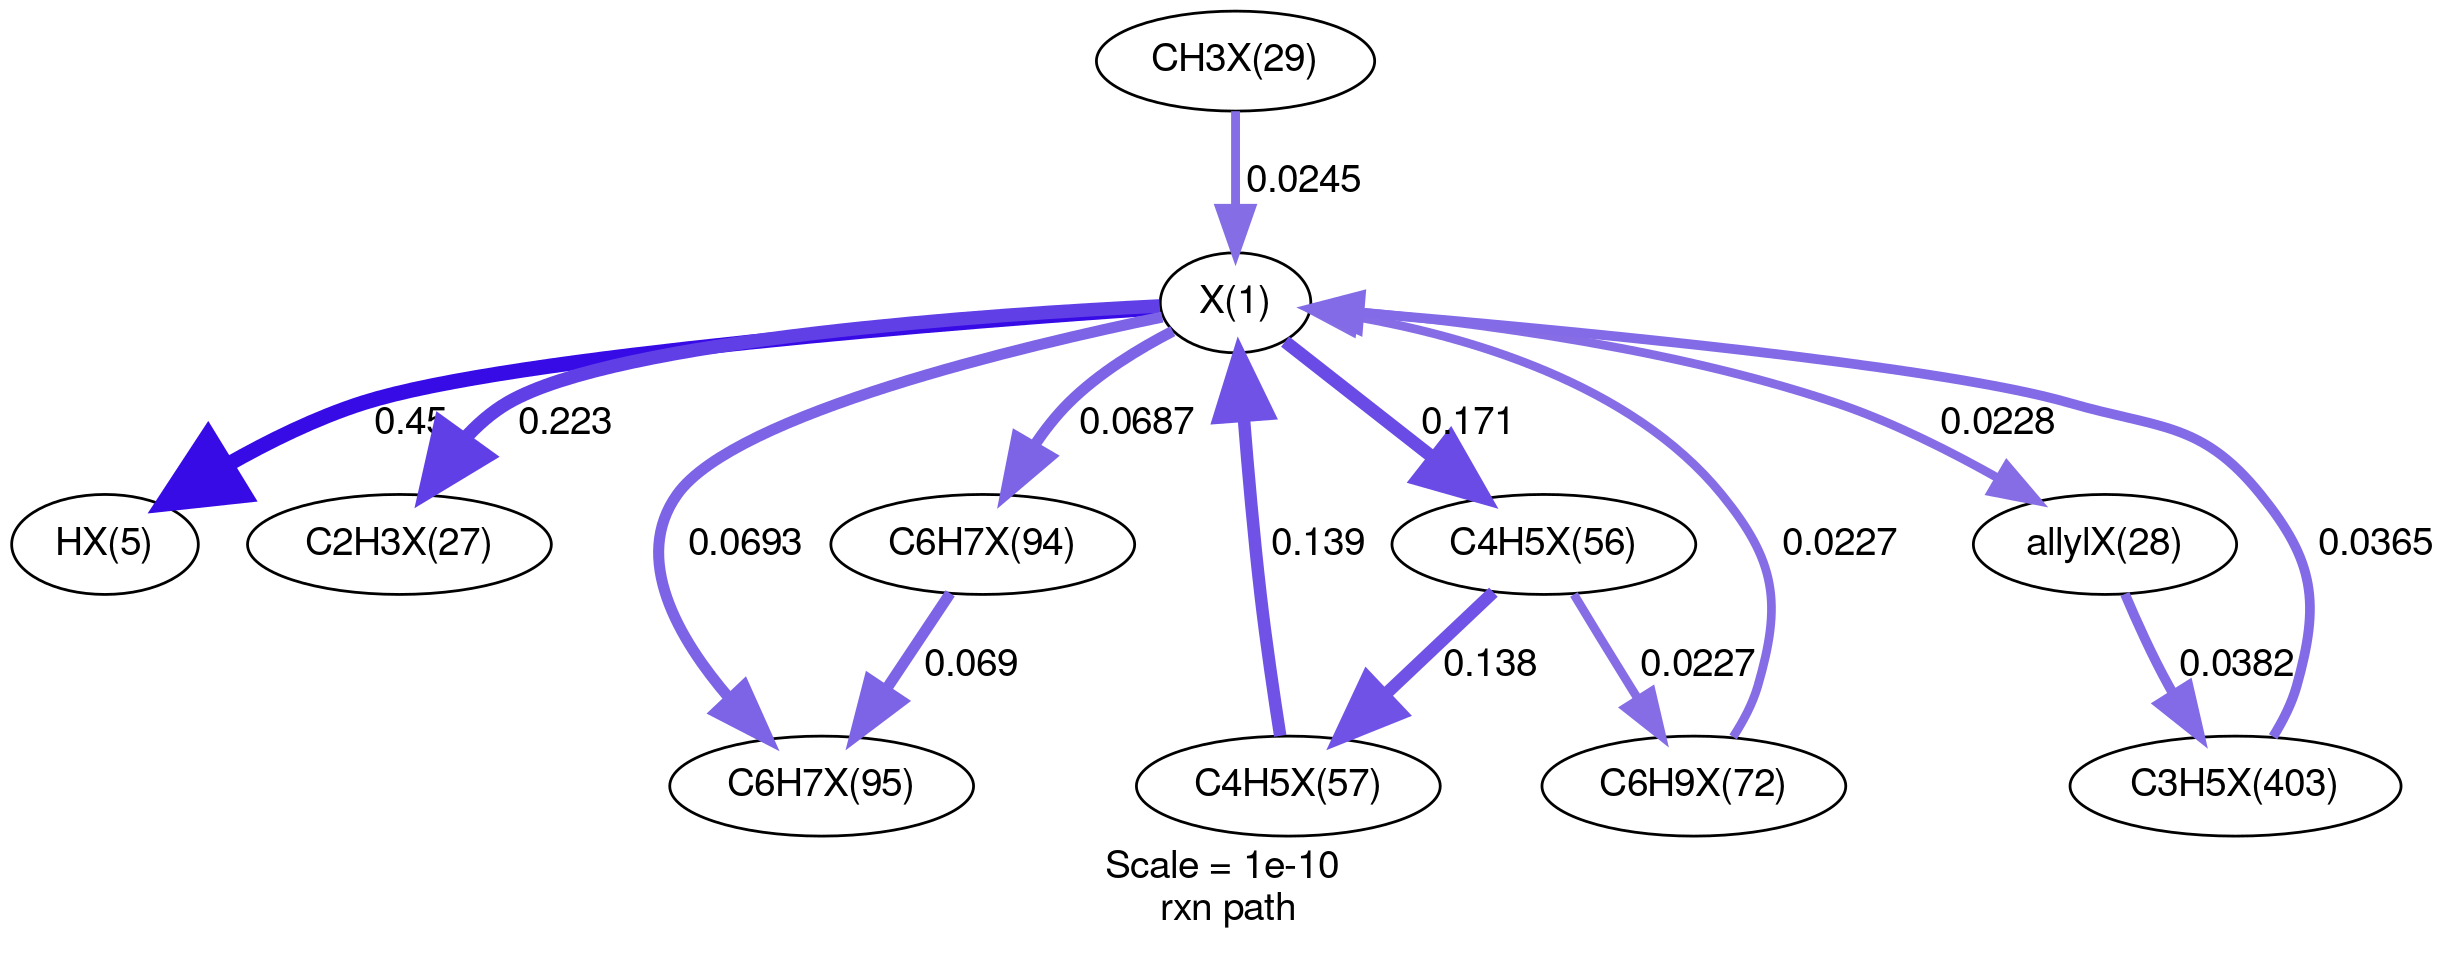 CH3X(29)
0.0245
X(1)
0.45
0.223
0.0687
0.171
0.0228
HX(5)
C2H3X(27)
0.0693
C6H7X(94)
0.139
C4H5X(56)
0.0227
allylX(28)
0.0365
0.069
0.138
0.0227
0.0382
C6H7X(95)
C4H5X(57)
C6H9X(72)
C3H5X(403)
Scale = 1e-10
rxn path